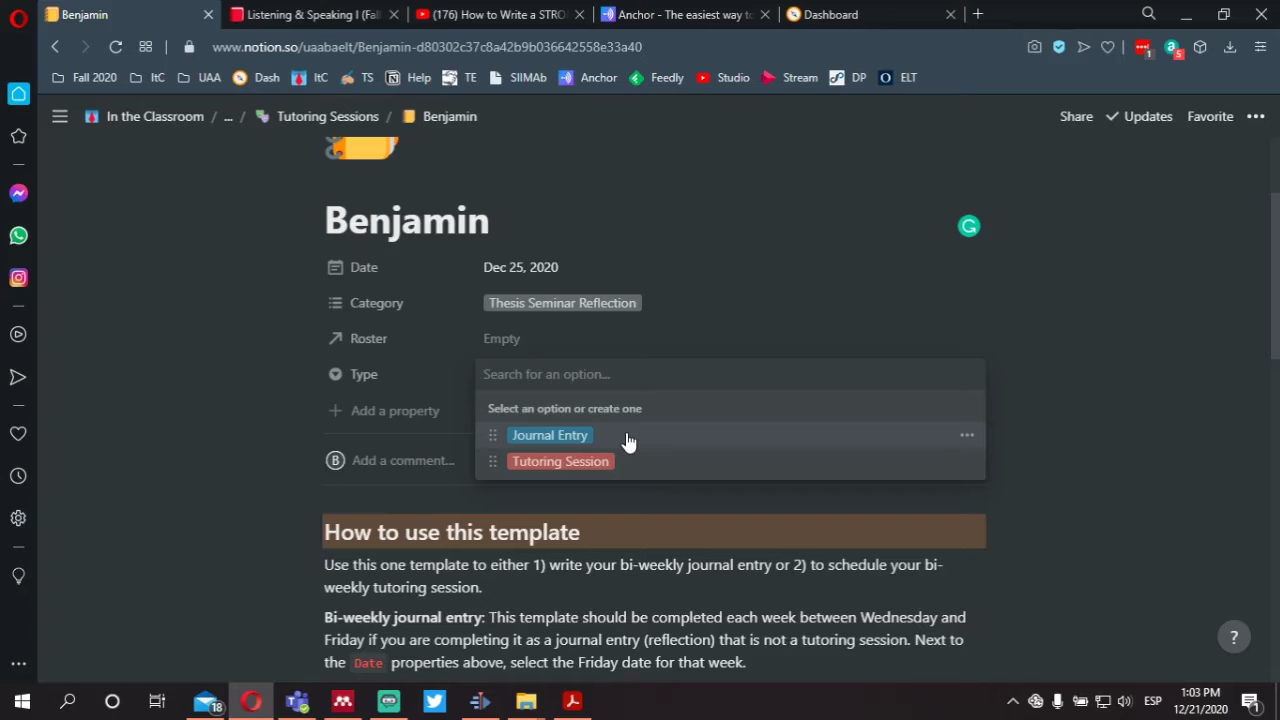 Benjamin
Listening & Speaking I (Fal
(176) How to Write a STRO
Anchor - The easiest way to
Dashboard
www.notion.so/uaabaelt/Benjamin-d80302c37c8a42b9b036642558e33a40
1
5
Fall 2020
ItC
UAA
Dash
ItC
TS
Help
TE
SIIMAb
Anchor
Feedly
Studio
Stream
DP
ELT
In the Classroom / ... / Tutoring Sessions / Benjamin
Share
Updates
Favorite
Benjamin
Date
Dec 25, 2020
Category
Thesis Seminar Reflection
Roster
Empty
Type
Search for an option...
Select an option or create one
Journal Entry
Tutoring Session
Add a property
B
Add a comment...
How to use this template
Use this one template to either 1) write your bi-weekly journal entry or 2) to schedule your bi-
weekly tutoring session.
Bi-weekly journal entry: This template should be completed each week between Wednesday and
Friday if you are completing it as a journal entry (reflection) that is not a tutoring session. Next to
the Date properties above, select the Friday date for that week.
?
18
ESP
1:03 PM
12/21/2020
1